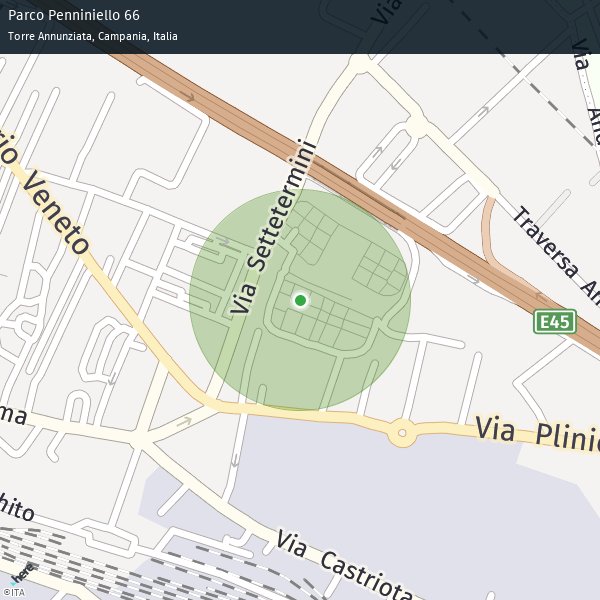 Parco Penniniello 66
Torre Annunziata, Campania, Italia
Via
Via
Via Settetermini
rio Veneto
Traversa An
E45
ma
Via Plinio
hito
Via Castriota
here
©ITA